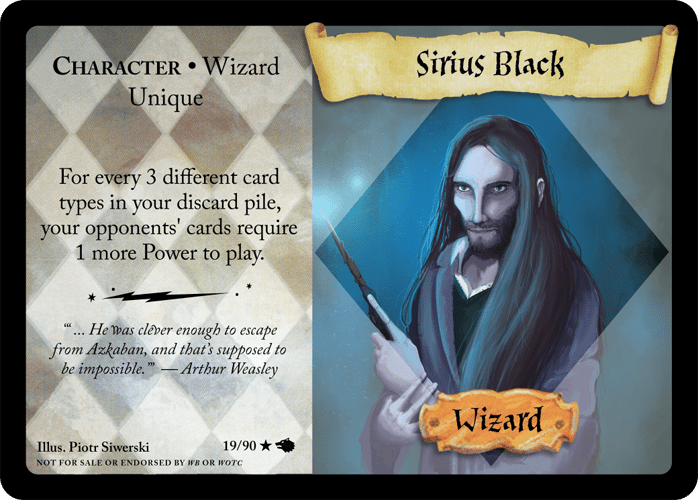 CHARACTER • Wizard
Unique
For every 3 different card
types in your discard pile,
your opponents' cards require
1 more Power to play.
“‘ ... He was clever enough to escape
from Azkaban, and that's supposed to
be impossible.’” — Arthur Weasley
Illus. Piotr Siwerski
19/90 ★
NOT FOR SALE OR ENDORSED BY WB OR WOTC
Sirius Black
Wizard